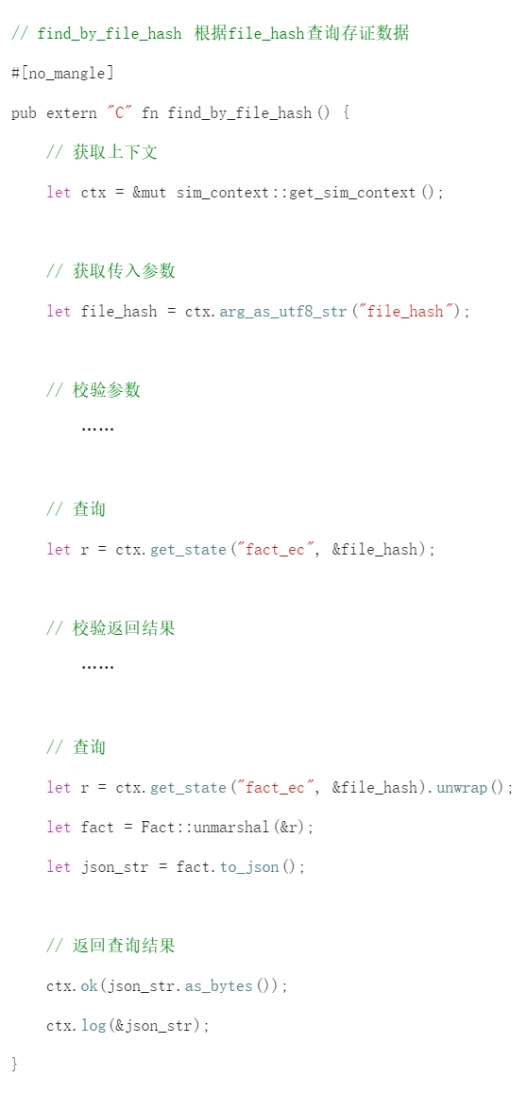 // find_by_file_hash 根据file_hash查询存证数据
#[no_mangle]
pub extern "C" fn find_by_file_hash() {
    // 获取上下文
    let ctx = &mut sim_context::get_sim_context();
    // 获取传入参数
    let file_hash = ctx.arg_as_utf8_str("file_hash");
    // 校验参数
        ……
    // 查询
    let r = ctx.get_state("fact_ec", &file_hash);
    // 校验返回结果
        ……
    // 查询
    let r = ctx.get_state("fact_ec", &file_hash).unwrap();
    let fact = Fact::unmarshal(&r);
    let json_str = fact.to_json();
    // 返回查询结果
    ctx.ok(json_str.as_bytes());
    ctx.log(&json_str);
}